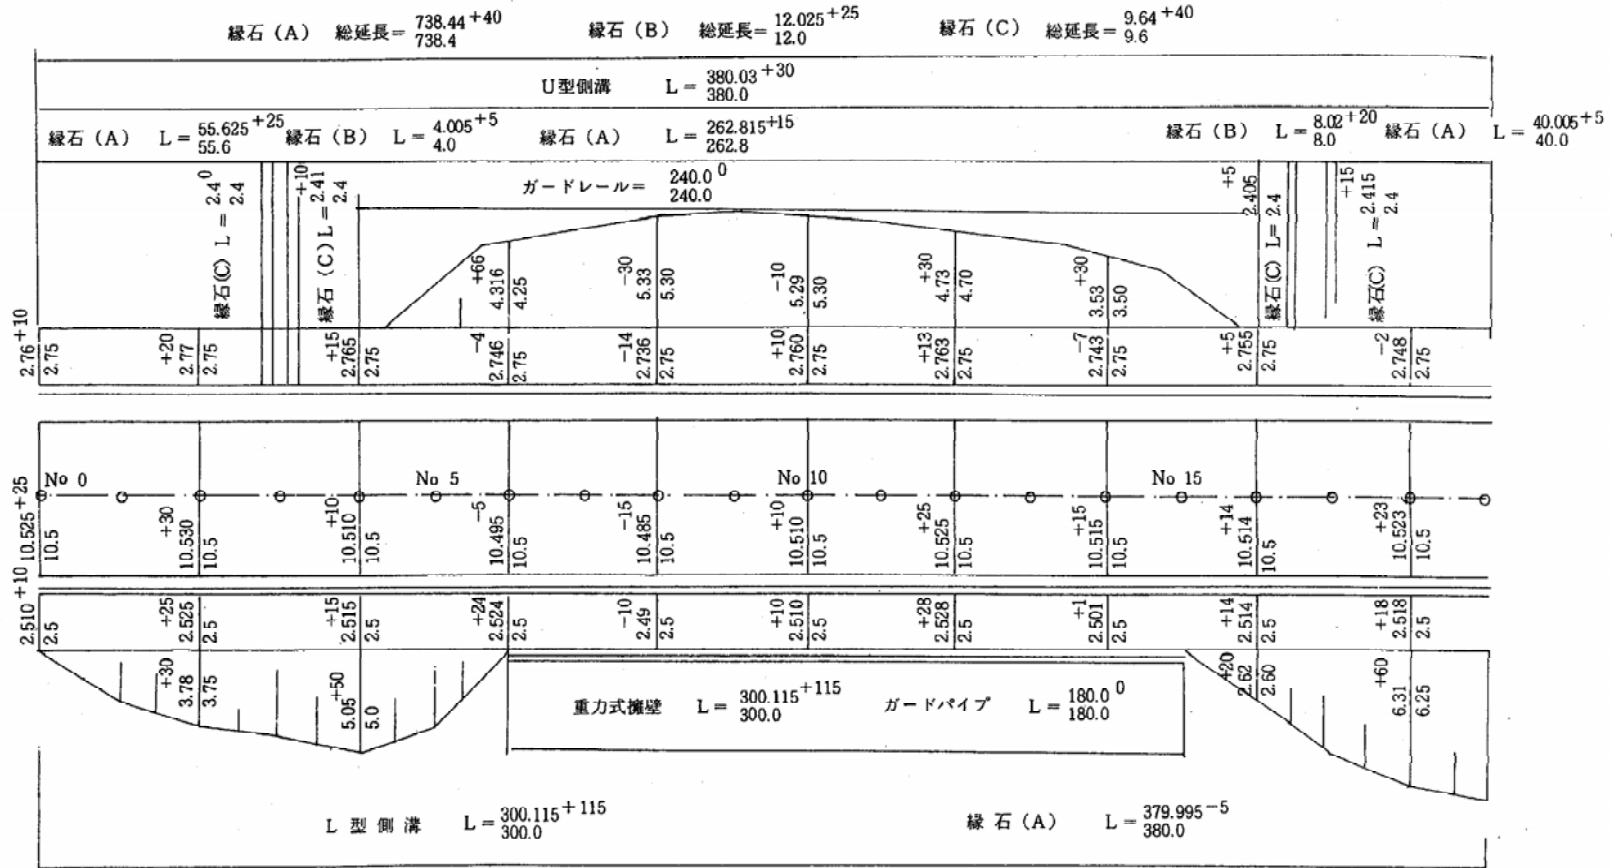 縁石(A) 総延長= 738.44 +40 / 738.4 縁石(B) 総延長= 12.025 +25 / 12.0 縁石(C) 総延長= 9.64 +40 / 9.6
U型側溝 L= 380.03 +30 / 380.0
縁石(A) L= 55.625 +25 / 55.6 縁石(B) L= 4.005 +5 / 4.0 縁石(A) L= 262.815 +15 / 262.8 縁石(B) L= 8.02 +20 / 8.0 縁石(A) L= 40.005 +5 / 40.0
縁石(C) L= 2.4 0 / 2.4
縁石(C) L= 2.41 +10 / 2.4
ガードレール= 240.0 0 / 240.0
縁石(C) L= 2.405 +5 / 2.4
縁石(C) L= 2.415 +15 / 2.4
+66 4.316 4.25
-30 5.33 5.30
-10 5.29 5.30
+30 4.73 4.70
+30 3.53 3.50
2.76 +10 2.75
+20 2.77 2.75
+15 2.765 2.75
-4 2.746 2.75
-14 2.736 2.75
+10 2.760 2.75
+13 2.763 2.75
-7 2.743 2.75
+5 2.755 2.75
-2 2.748 2.75
No 0 No 5 No 10 No 15
10.525 +25 10.5
+30 10.530 10.5
+10 10.510 10.5
-5 10.495 10.5
-15 10.485 10.5
+10 10.510 10.5
+25 10.525 10.5
+15 10.515 10.5
+14 10.514 10.5
+23 10.523 10.5
2.510 +10 2.5
+25 2.525 2.5
+15 2.515 2.5
+24 2.524 2.5
-10 2.49 2.5
+10 2.510 2.5
+28 2.528 2.5
+1 2.501 2.5
+14 2.514 2.5
+18 2.518 2.5
+30 3.78 3.75
+50 5.05 5.0
+20 2.62 2.60
+60 6.31 6.25
重力式擁壁 L= 300.115 +115 / 300.0 ガードパイプ L= 180.0 0 / 180.0
L型側溝 L= 300.115 +115 / 300.0 縁石(A) L= 379.995 -5 / 380.0